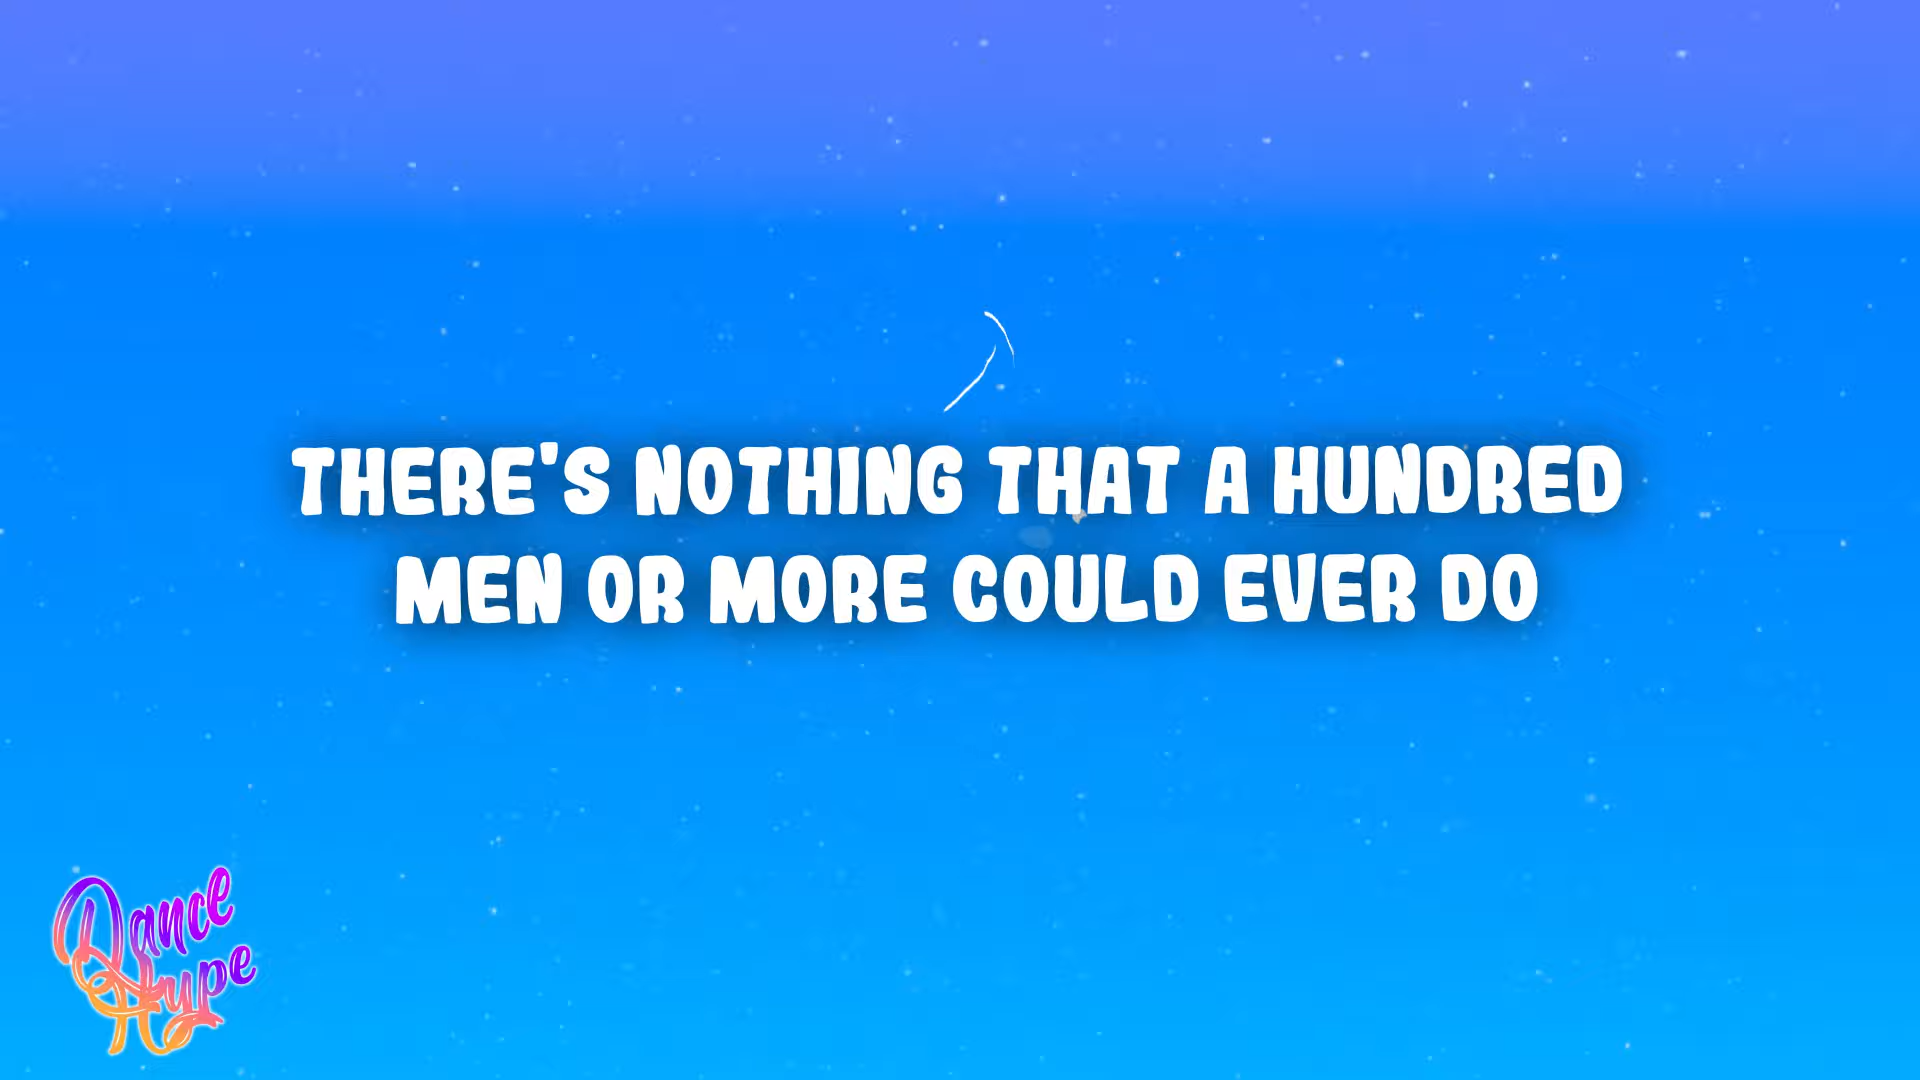 THERE'S NOTHING THAT A HUNDRED
MEN OR MORE COULD EVER DO
Dance
Hype